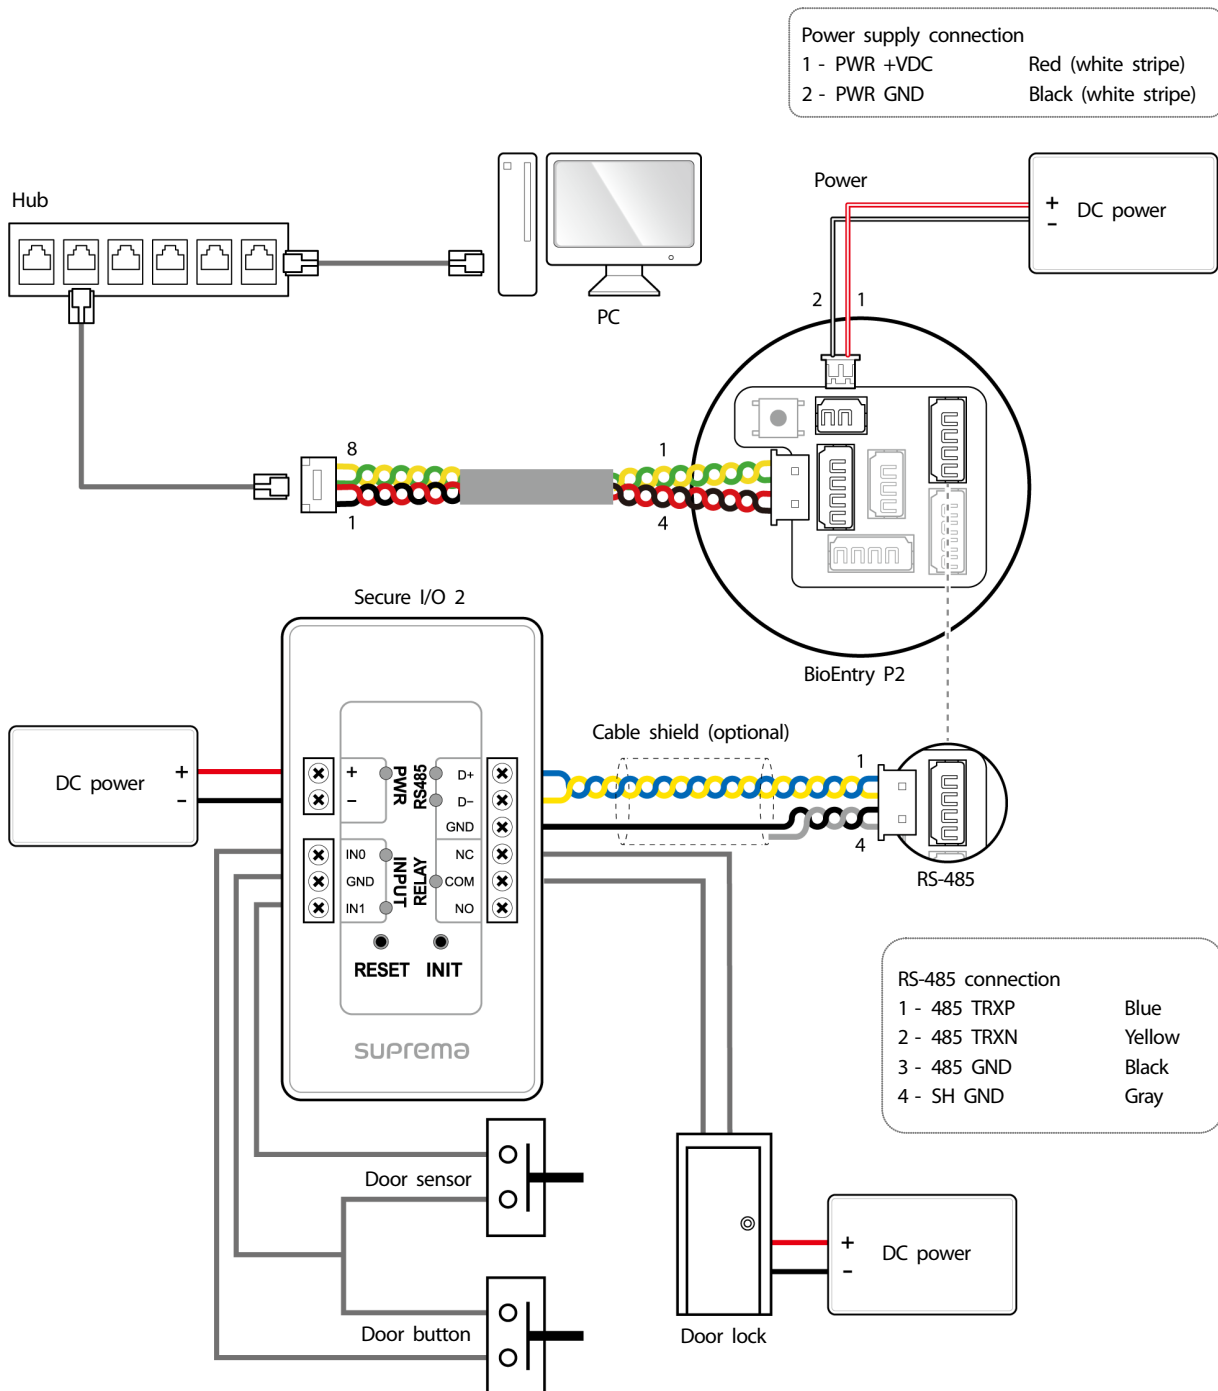 Power supply connection
1 - PWR +VDC Red (white stripe)
2 - PWR GND Black (white stripe)
Hub
PC
Power
+
-
DC power
2 1
8
1
1
4
BioEntry P2
Secure I/O 2
DC power
+
-
+
-
PWR
RS485
D+
D-
GND
IN0
GND
IN1
INPUT
RELAY
NC
COM
NO
RESET INIT
suprema
Cable shield (optional)
1
4
RS-485
RS-485 connection
1 - 485 TRXP Blue
2 - 485 TRXN Yellow
3 - 485 GND Black
4 - SH GND Gray
Door sensor
Door button
Door lock
+
-
DC power